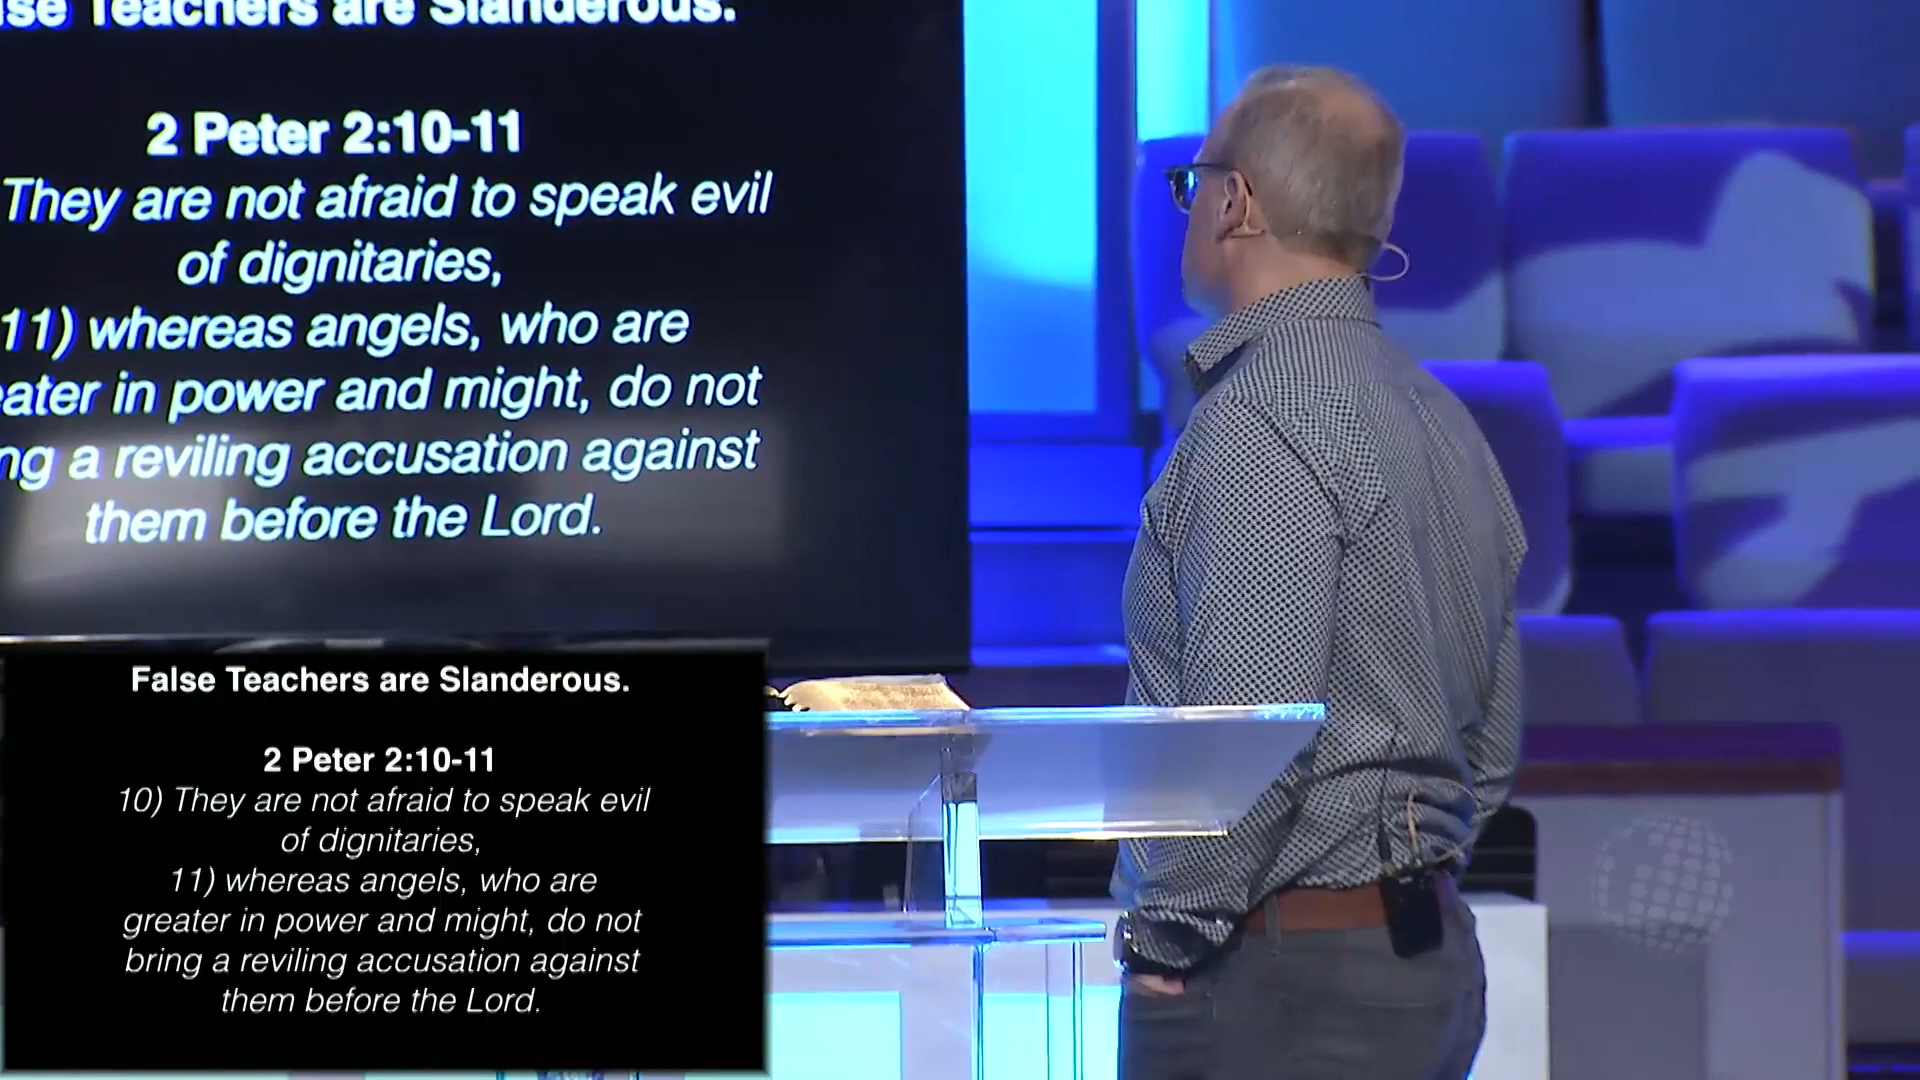 Teachers are Slanderous.
2 Peter 2:10-11
They are not afraid to speak evil
of dignitaries,
11) whereas angels, who are
in power and might, do not
a reviling accusation against
them before the Lord.
False Teachers are Slanderous.
2 Peter 2:10-11
10) They are not afraid to speak evil
of dignitaries,
11) whereas angels, who are
greater in power and might, do not
bring a reviling accusation against
them before the Lord.